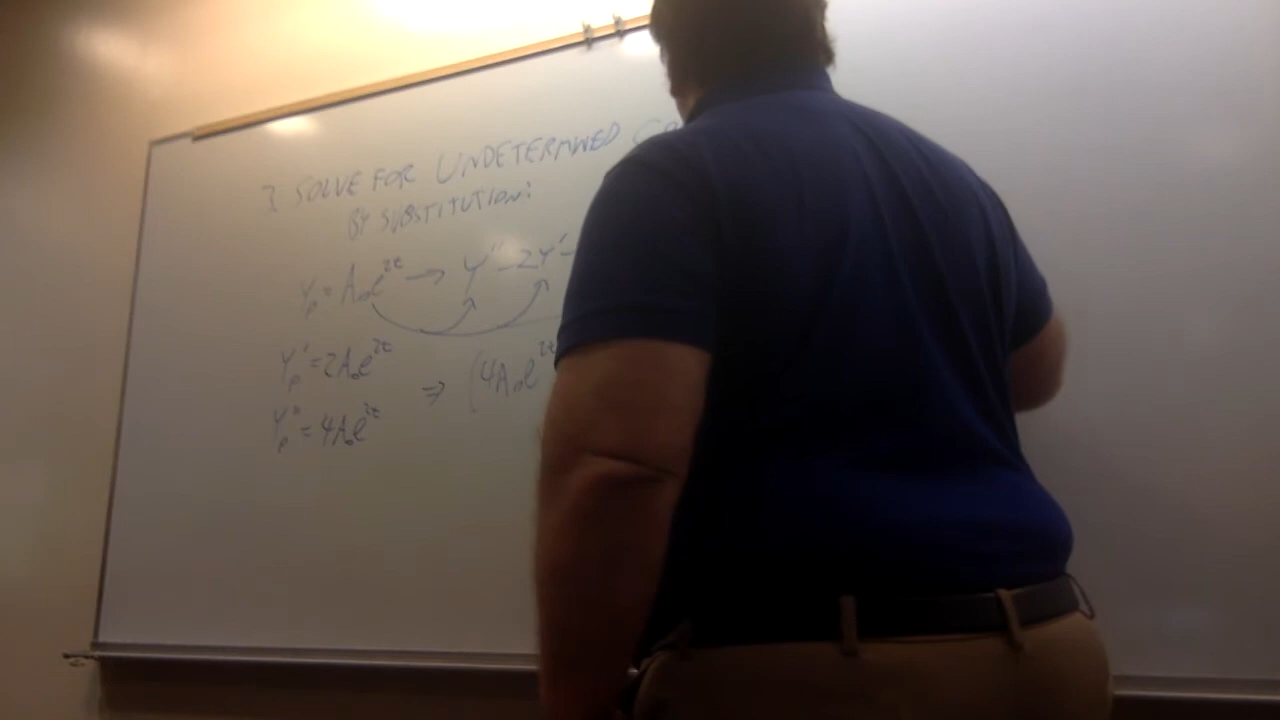 3. SOLVE FOR UNDETERMINED
BY SUBSTITUTION:
Yp = A₀e^2t → Y'' - 2Y' -
Yp' = 2A₀e^2t
⇒ (4A₀e^2t
Yp'' = 4A₀e^2t